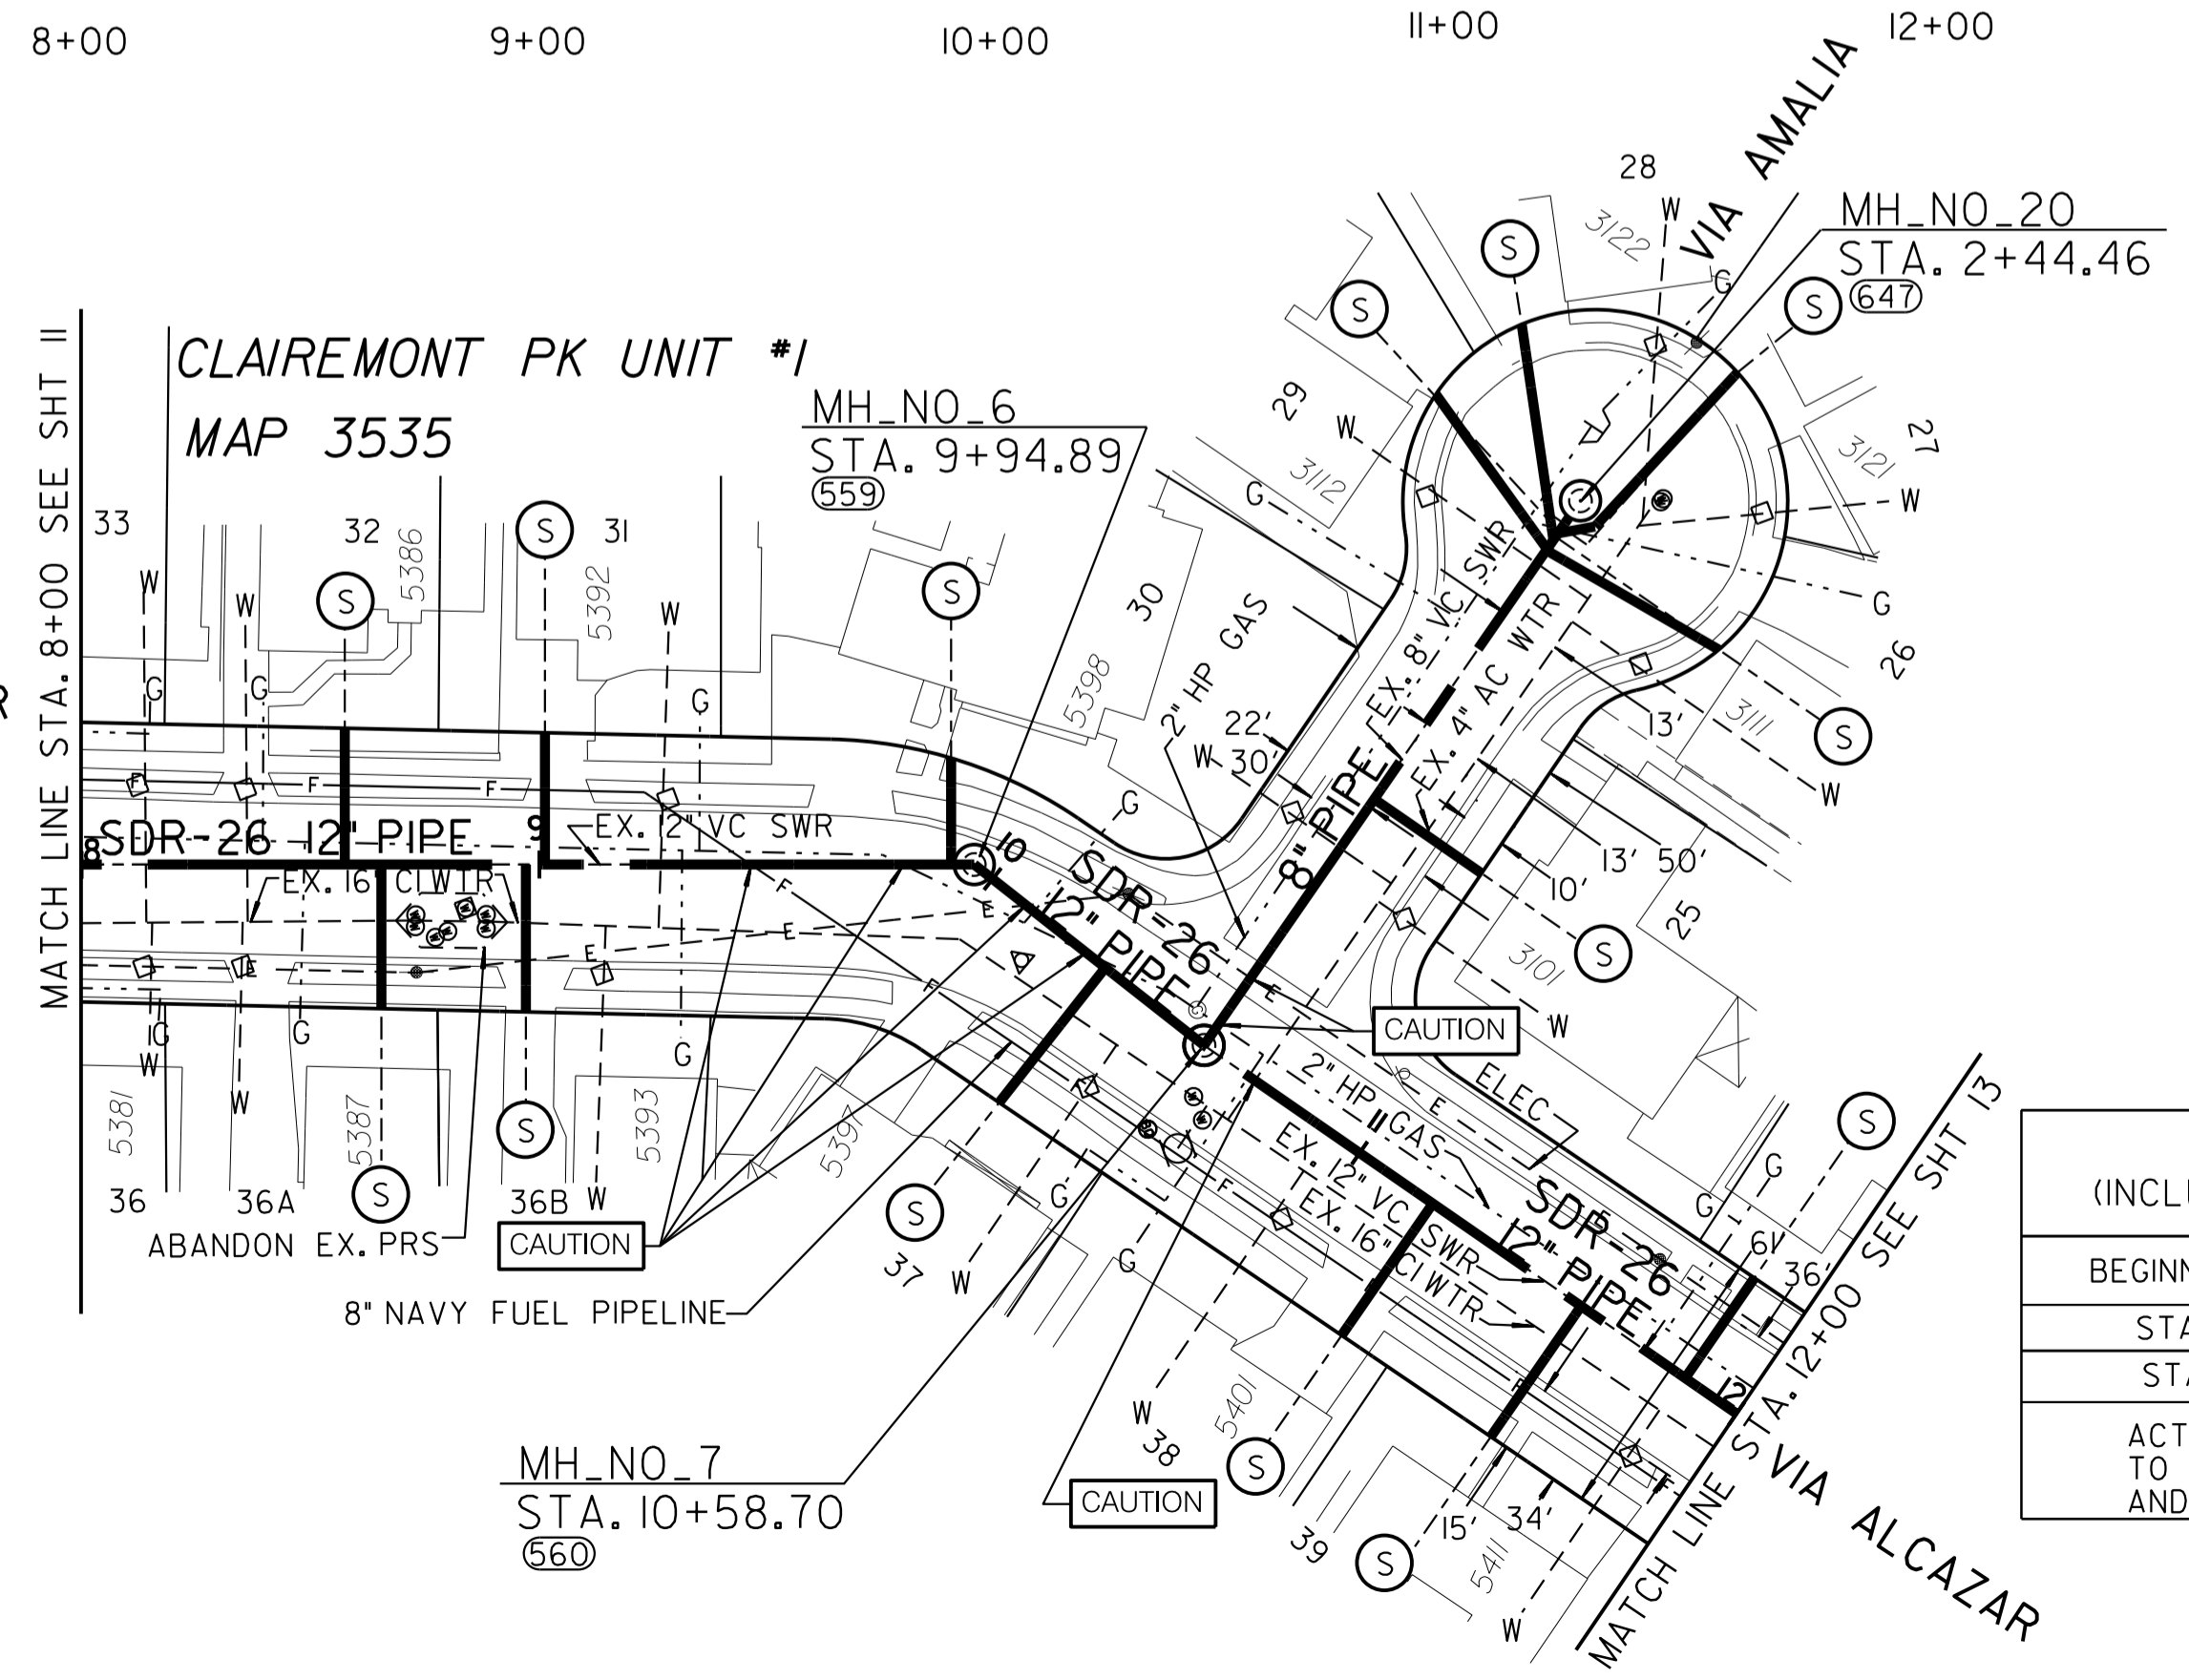 8+00 9+00 10+00 11+00 12+00
VIA AMALIA
28
3122
MH_NO_20
STA. 2+44.46
647
CLAIREMONT PK UNIT #1
MAP 3535
MH_NO_6
STA. 9+94.89
559
MATCH LINE STA. 8+00 SEE SHT 11
33
32
5386
31
5392
30
5398
29
3112
27
3121
26
3111
25
3101
S S S S S S S
W W W W W W W W W
G G G G G G G
R
2" HP GAS
22'
30'
EX. 8" VC SWR
EX. 4" AC WTR
13'
13' 50'
10'
8" PIPE
SDR-26 12" PIPE
8
9
10
EX. 12" VC SWR
EX. 16" CI WTR
F F F F F
E E E E E
SDR-26
12" PIPE
CAUTION
ELEC
2" HP GAS
11
EX. 12" VC SWR
EX. 16" CI WTR
SDR-26
12" PIPE
12
61'
36'
5381
5387
5393
5397
36
36A
36B
37
38
39
5401
5411
15'
34'
ABANDON EX. PRS
CAUTION
8" NAVY FUEL PIPELINE
MH_NO_7
STA. 10+58.70
560
CAUTION
S S S S S S S
W W W W W W
G G G G G G
MATCH LINE STA. 12+00 SEE SHT 13
VIA ALCAZAR
(INCLU
BEGINN
STA
STA
ACT
TO
AND